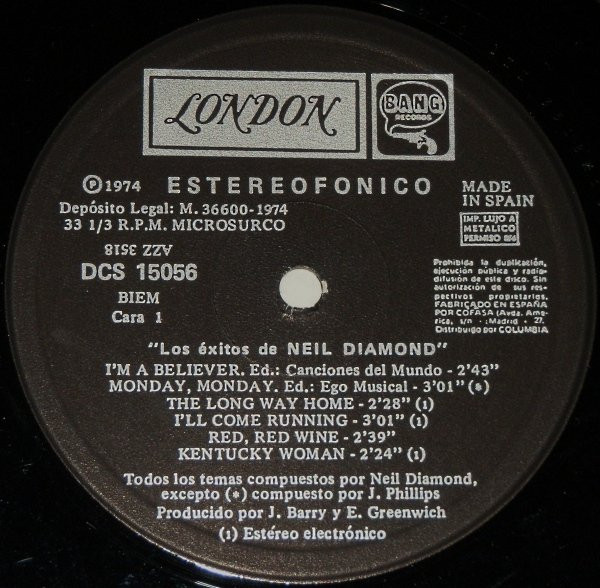 LONDON
BANG
RECORDS
℗ 1974 ESTEREOFONICO
MADE
IN SPAIN
Depósito Legal: M. 36600-1974
33 1/3 R.P.M. MICROSURCO
IMP. LUJO A
METALICO
PERMISO 816
AZZ 3518
DCS 15056
BIEM
Cara 1
Prohibida la duplicación,
ejecución pública y radio-
difusión de este disco. Sin
autorización de sus res-
pectivos propietarios.
FABRICADO EN ESPAÑA
POR COFASA (Avda. Ame-
rica, s/n - :Madrid - 27.
Distribuido por COLUMBIA
"Los éxitos de NEIL DIAMOND"
I'M A BELIEVER. Ed.: Canciones del Mundo - 2'43"
MONDAY, MONDAY. Ed.: Ego Musical - 3'01" (*)
THE LONG WAY HOME - 2'28" (1)
I'LL COME RUNNING - 3'01" (1)
RED, RED WINE - 2'39"
KENTUCKY WOMAN - 2'24" (1)
Todos los temas compuestos por Neil Diamond,
excepto (*) compuesto por J. Phillips
Producido por J. Barry y E. Greenwich
(1) Estéreo electrónico